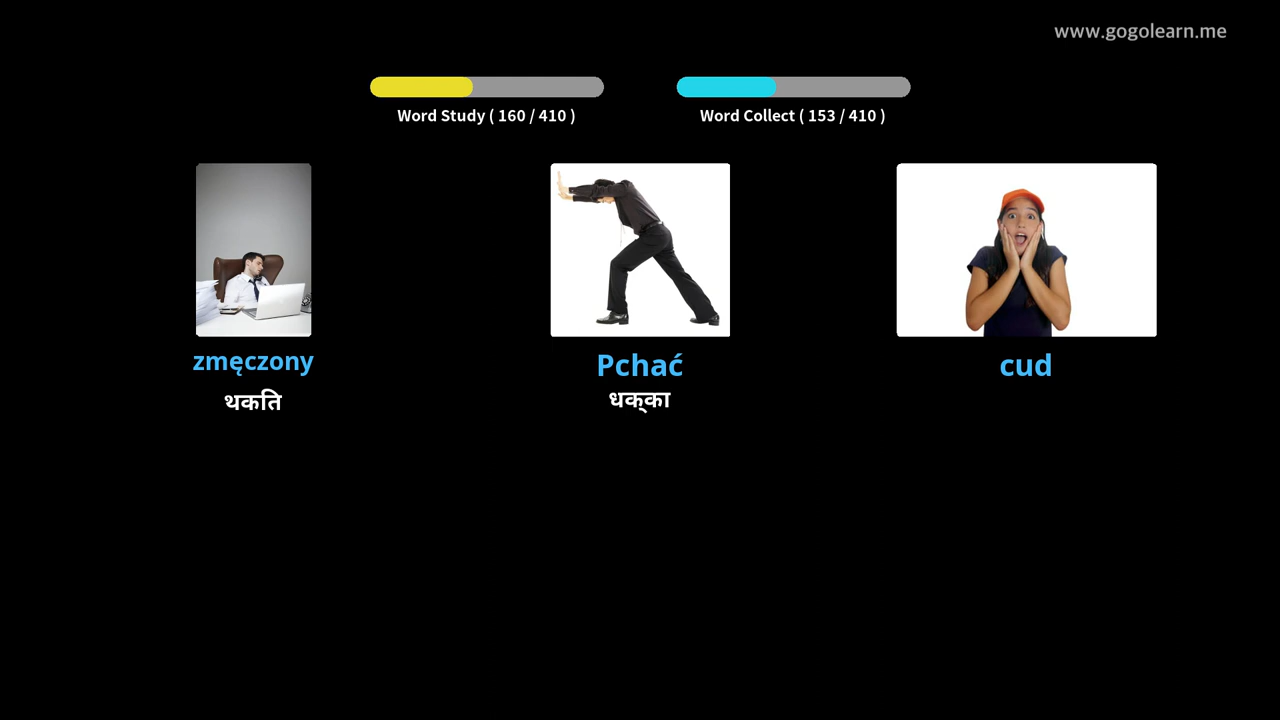 www.gogolearn.me
Word Study ( 160 / 410 )
Word Collect ( 153 / 410 )
zmęczony
Pchać
cud
थकति
धक्का